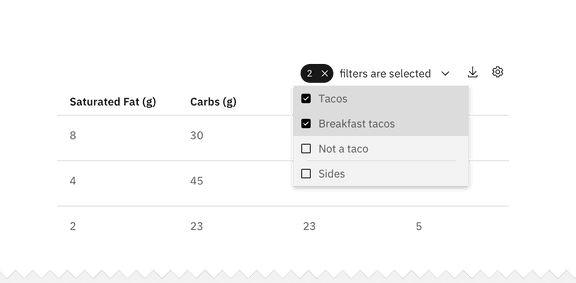 2 filters are selected
Tacos
Saturated Fat (g) Carbs (g)
Breakfast tacos
8 30
Not a taco
Sides
4 45
2 23 23 5